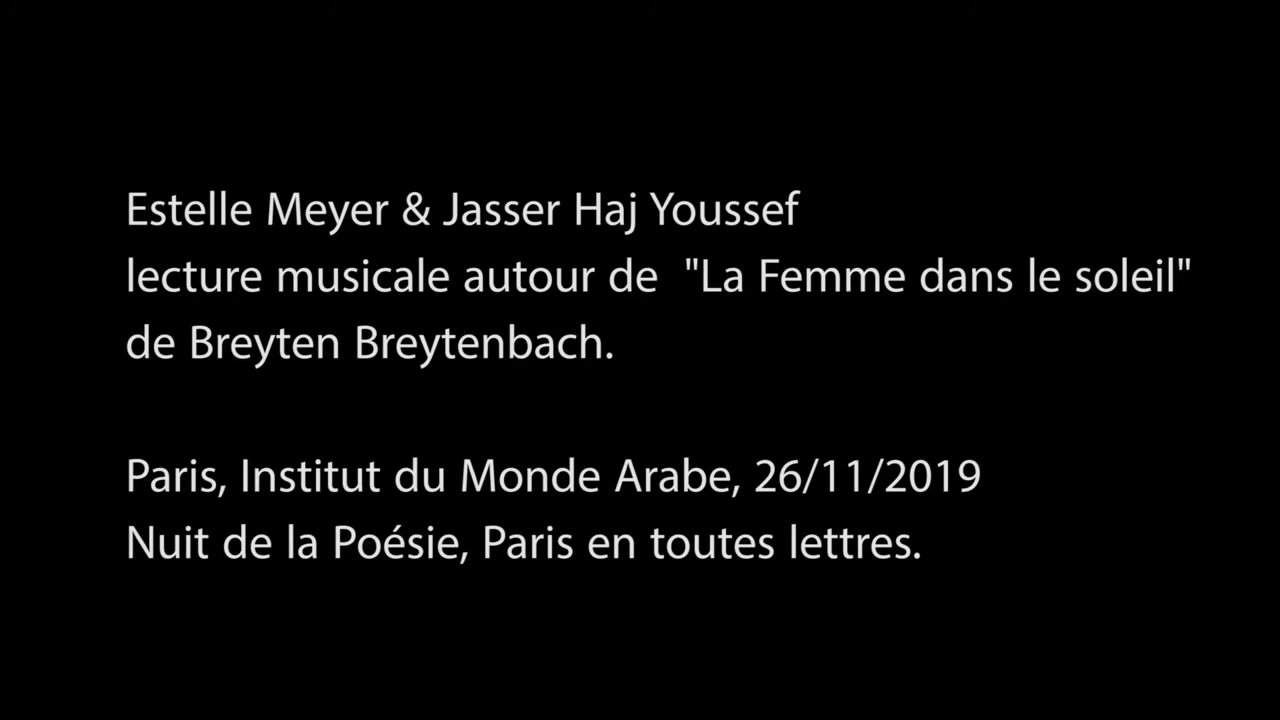 Estelle Meyer & Jasser Haj Youssef
lecture musicale autour de  "La Femme dans le soleil"
de Breyten Breytenbach.
Paris, Institut du Monde Arabe, 26/11/2019
Nuit de la Poésie, Paris en toutes lettres.